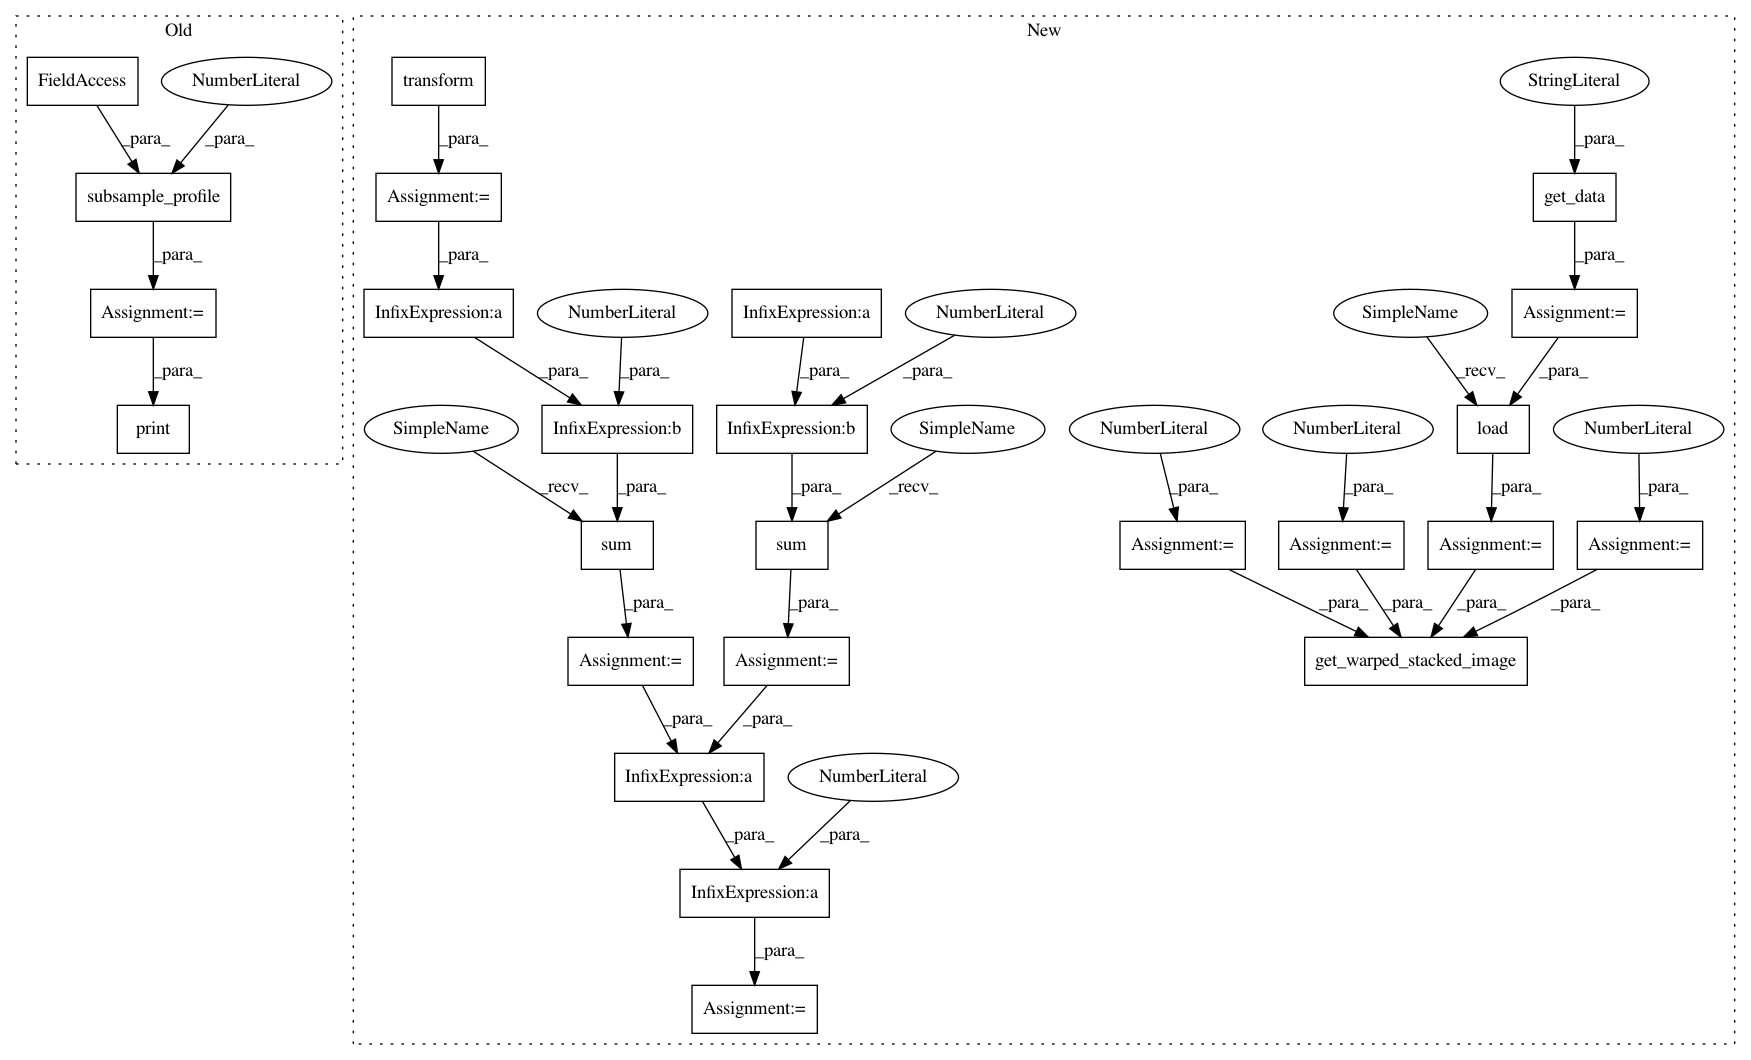 Old
New
FieldAccess
NumberLiteral
transform
StringLiteral
_para_
_para_
_para_
_para_
subsample_profile
Assignment:=
get_data
_para_
_para_
_para_
Assignment:=
InfixExpression:a
NumberLiteral
InfixExpression:a
NumberLiteral
SimpleName
Assignment:=
_para_
_para_
_para_
_para_
_para_
_recv_
_para_
print
SimpleName
InfixExpression:b
InfixExpression:b
SimpleName
NumberLiteral
NumberLiteral
load
NumberLiteral
_recv_
_para_
_para_
_recv_
_para_
_para_
_para_
_para_
sum
sum
Assignment:=
Assignment:=
Assignment:=
Assignment:=
_para_
_para_
_para_
_para_
_para_
_para_
Assignment:=
Assignment:=
get_warped_stacked_image
_para_
_para_
InfixExpression:a
NumberLiteral
_para_
_para_
InfixExpression:a
_para_
Assignment:=